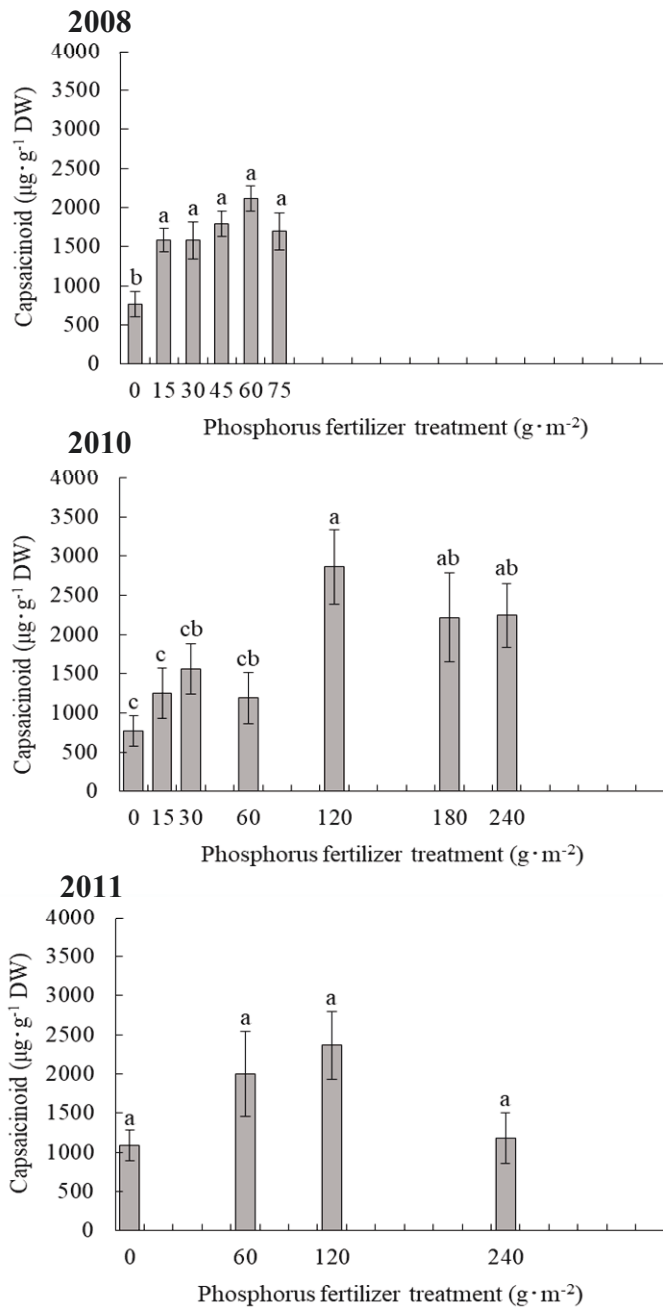 2008
Capsaicinoid (µg·g⁻¹ DW)
4000
3500
3000
2500
2000
1500
1000
500
0
b
a
a
a
a
a
0 15 30 45 60 75
Phosphorus fertilizer treatment (g·m⁻²)
2010
Capsaicinoid (µg·g⁻¹ DW)
4000
3500
3000
2500
2000
1500
1000
500
0
c
c
cb
cb
a
ab
ab
0 15 30 60 120 180 240
Phosphorus fertilizer treatment (g·m⁻²)
2011
Capsaicinoid (µg·g⁻¹ DW)
4000
3500
3000
2500
2000
1500
1000
500
0
a
a
a
a
0 60 120 240
Phosphorus fertilizer treatment (g·m⁻²)